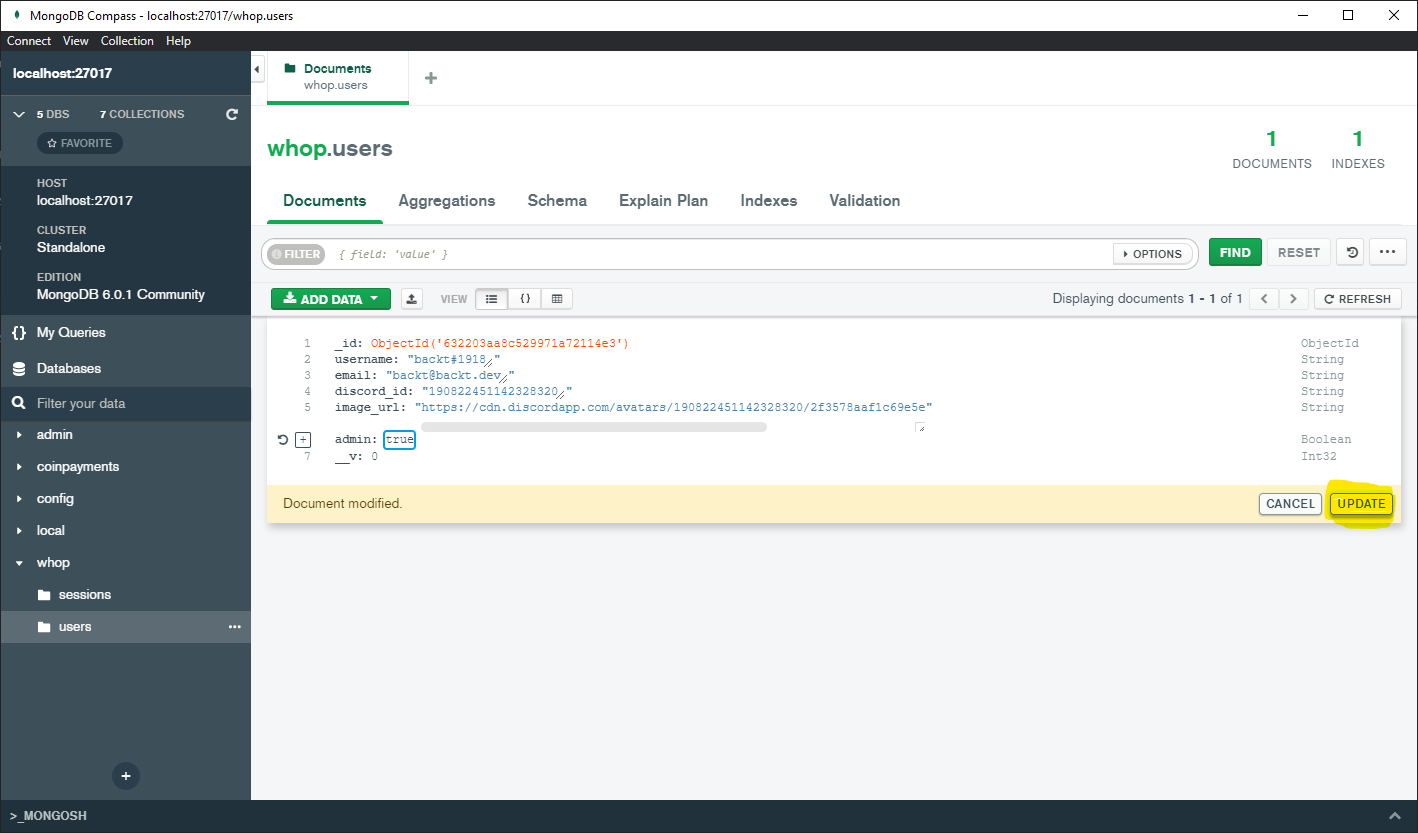 MongoDB Compass - localhost:27017/whop.users
Connect View Collection Help
localhost:27017
5 DBS 7 COLLECTIONS
FAVORITE
HOST
localhost:27017
CLUSTER
Standalone
EDITION
MongoDB 6.0.1 Community
{} My Queries
Databases
Filter your data
admin
coinpayments
config
local
whop
sessions
users
Documents
whop.users
whop.users
1 DOCUMENTS
1 INDEXES
Documents Aggregations Schema Explain Plan Indexes Validation
FILTER { field: 'value' } OPTIONS FIND RESET
ADD DATA VIEW {} Displaying documents 1 - 1 of 1 REFRESH
1 _id: ObjectId('632203aa8c529971a72114e3') ObjectId
2 username: "backt#1918" String
3 email: "backt@backt.dev" String
4 discord_id: "190822451142328320" String
5 image_url: "https://cdn.discordapp.com/avatars/190822451142328320/2f3578aaf1c69e5e" String
admin: true Boolean
7 __v: 0 Int32
Document modified. CANCEL UPDATE
>_MONGOSH